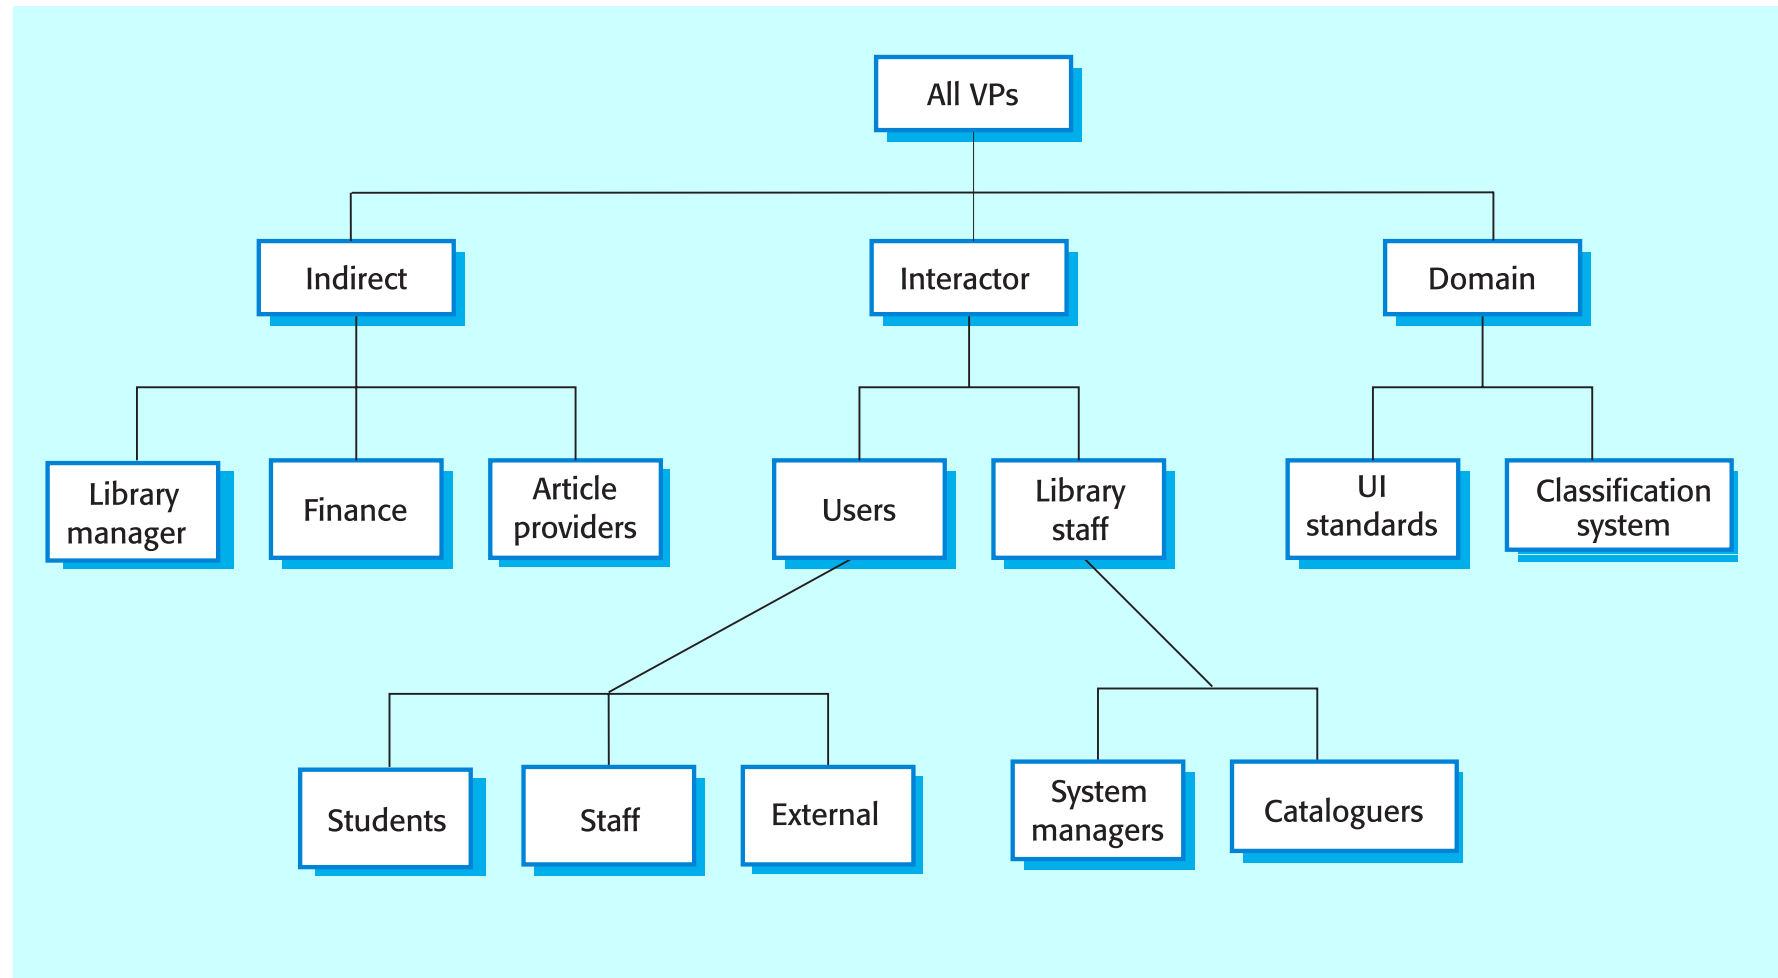 All VPs
Indirect
Interactor
Domain
Library
manager
Finance
Article
providers
Users
Library
staff
UI
standards
Classification
system
Students
Staff
External
System
managers
Cataloguers